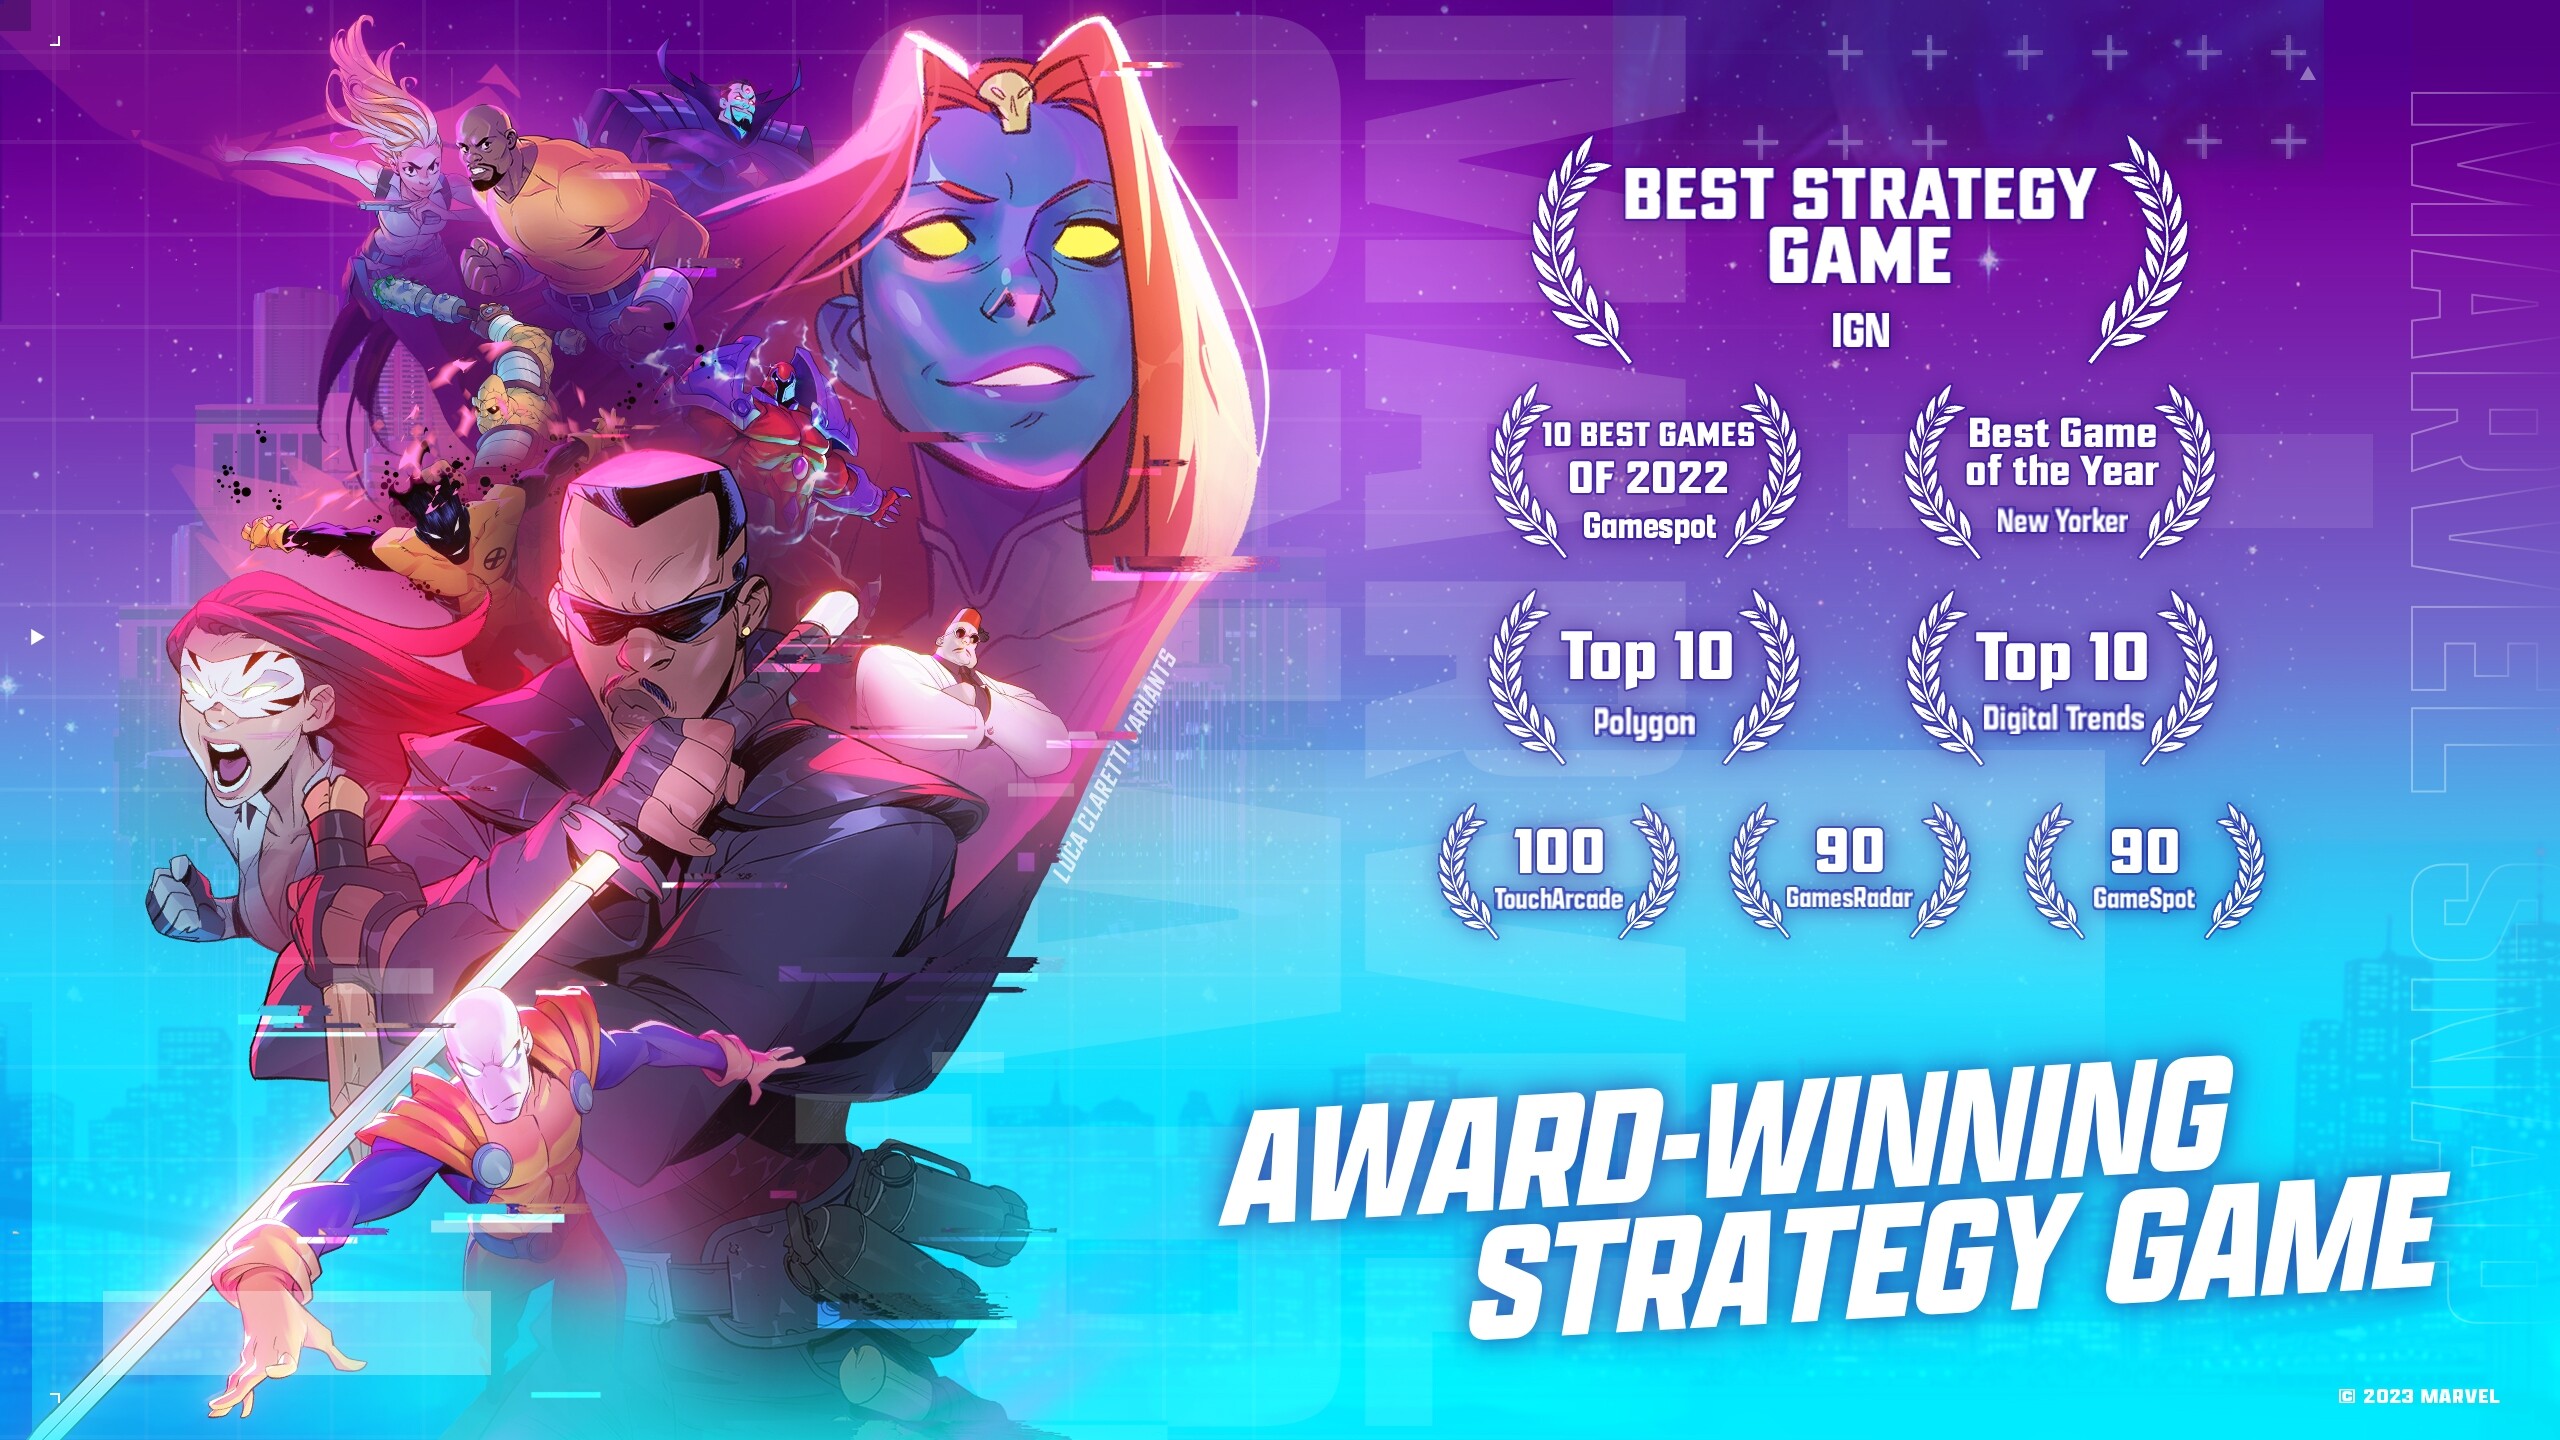 BEST STRATEGY
GAME
IGN
10 BEST GAMES
OF 2022
Gamespot
Best Game
of the Year
New Yorker
Top 10
Polygon
Top 10
Digital Trends
100
TouchArcade
90
GamesRadar
90
GameSpot
LUCA CLARETTI VARIANTS
AWARD-WINNING
STRATEGY GAME
MARVEL SNAP
© 2023 MARVEL